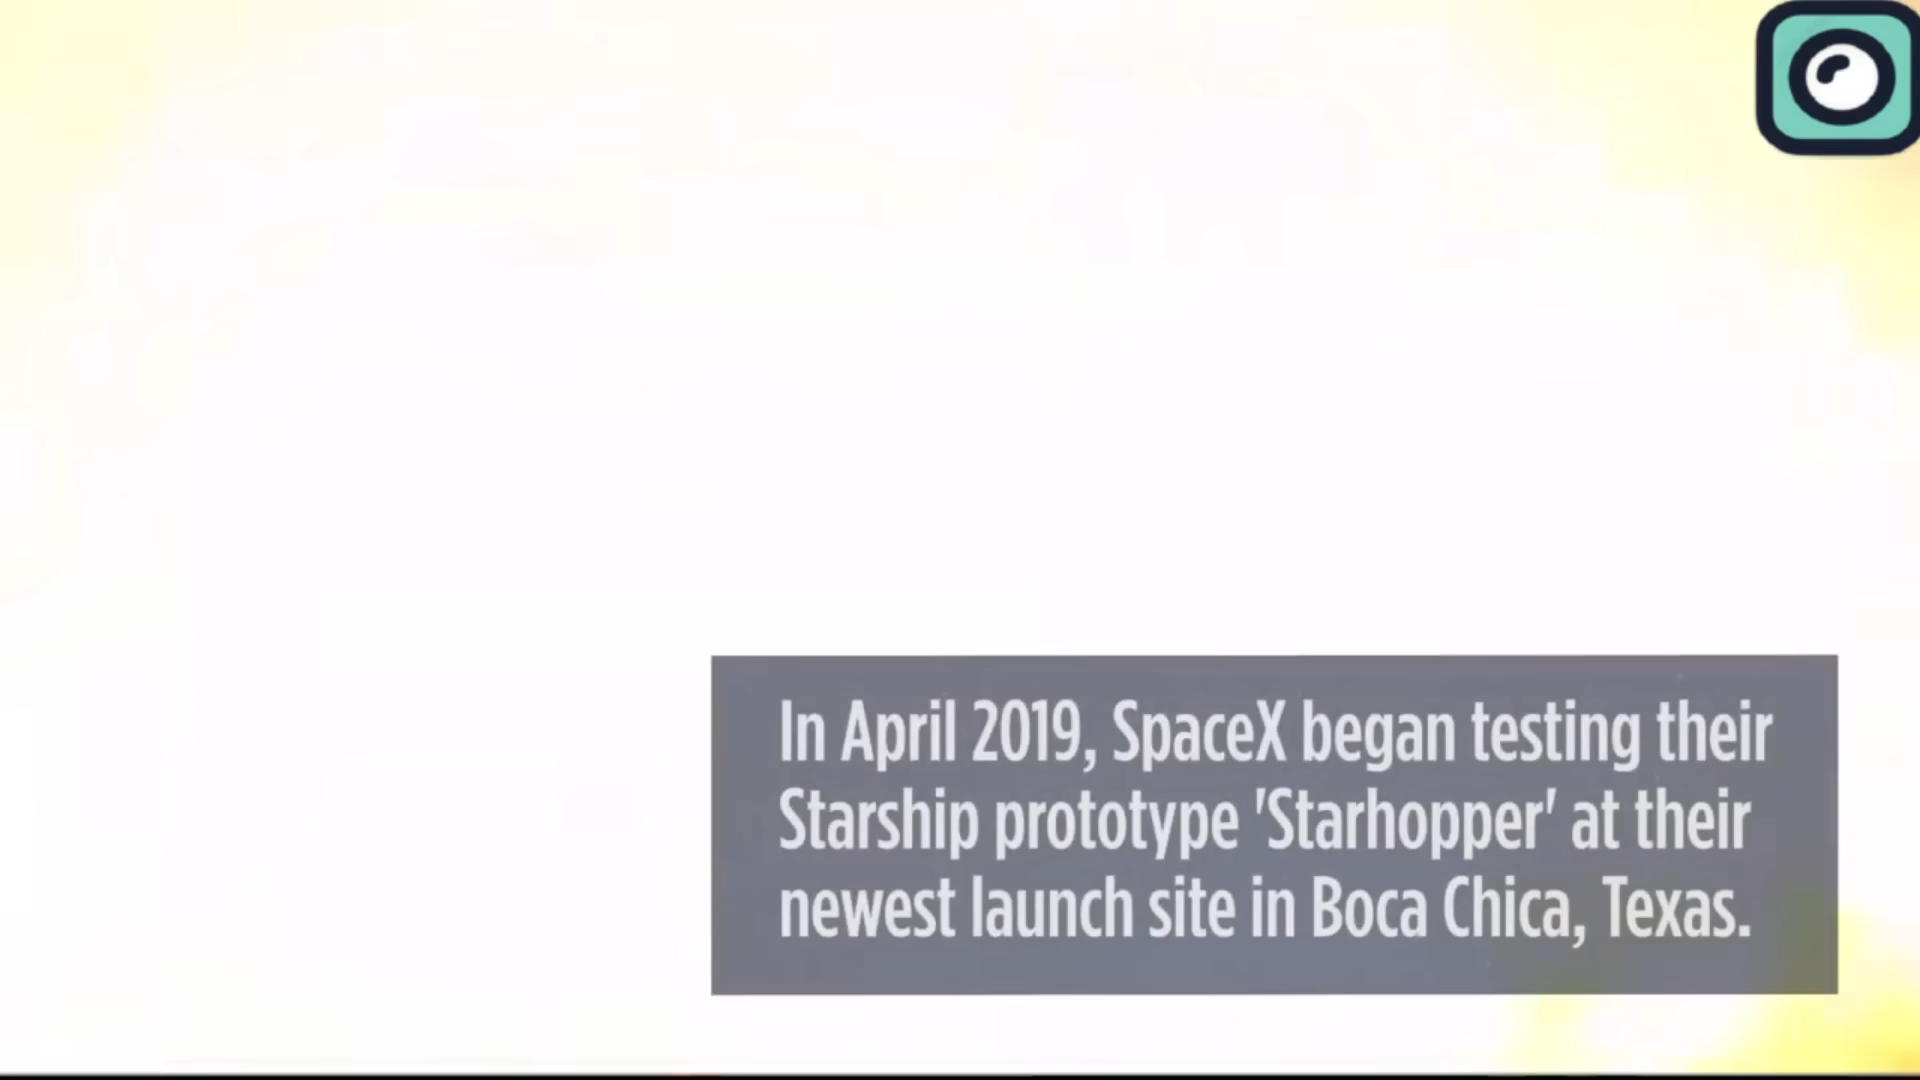 In April 2019, SpaceX began testing their
Starship prototype 'Starhopper' at their
newest launch site in Boca Chica, Texas.